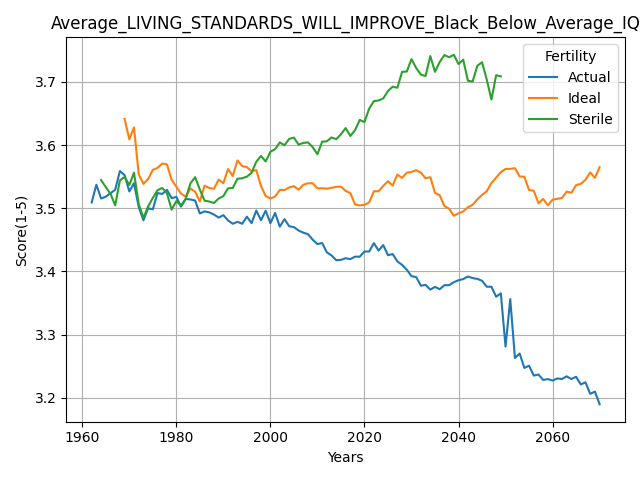 Average_LIVING_STANDARDS_WILL_IMPROVE_Black_Below_Average_IQ
Fertility
Actual
Ideal
Sterile
3.7
3.6
3.5
3.4
3.3
3.2
Score(1-5)
1960
1980
2000
2020
2040
2060
Years